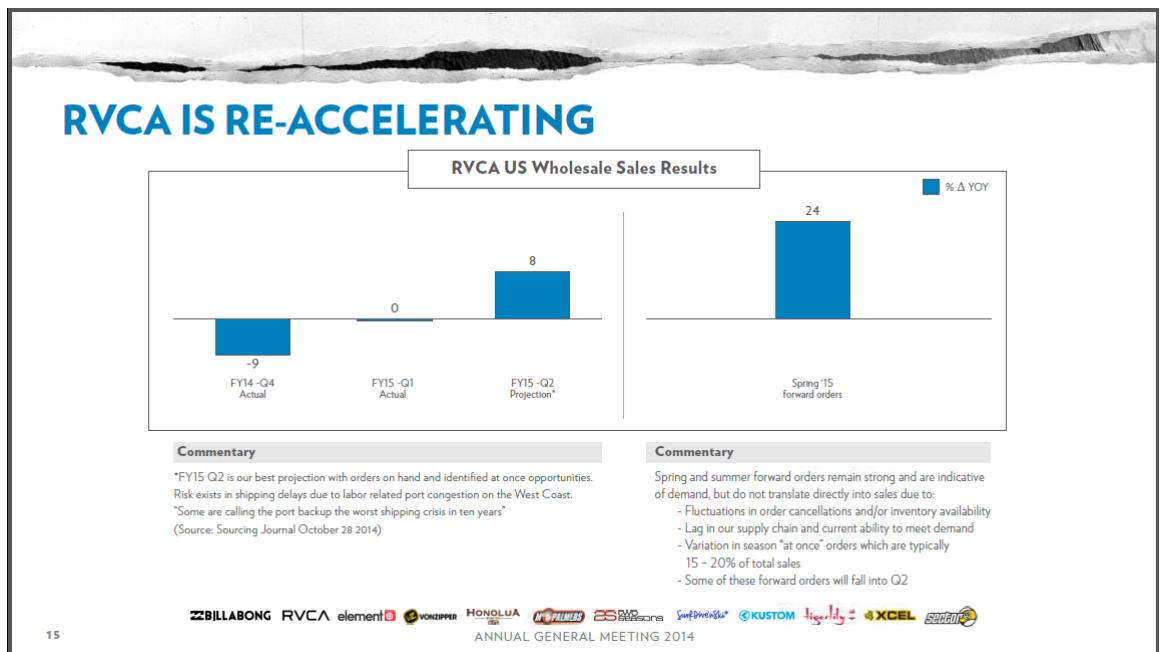 RVCA IS RE-ACCELERATING
RVCA US Wholesale Sales Results
% Δ YOY
24
8
0
-9
FY14 -Q4
Actual
FY15 -Q1
Actual
FY15 -Q2
Projection*
Spring '15
forward orders
Commentary
*FY15 Q2 is our best projection with orders on hand and identified at once opportunities.
Risk exists in shipping delays due to labor related port congestion on the West Coast.
"Some are calling the port backup the worst shipping crisis in ten years"
(Source: Sourcing Journal October 28 2014)
Commentary
Spring and summer forward orders remain strong and are indicative
of demand, but do not translate directly into sales due to:
- Fluctuations in order cancellations and/or inventory availability
- Lag in our supply chain and current ability to meet demand
- Variation in season "at once" orders which are typically
15 – 20% of total sales
- Some of these forward orders will fall into Q2
BILLABONG RVCA element VONZIPPER HONOLUA PALMERS TWO SEASONS KUSTOM tigerlily XCEL sector 9
15
ANNUAL GENERAL MEETING 2014